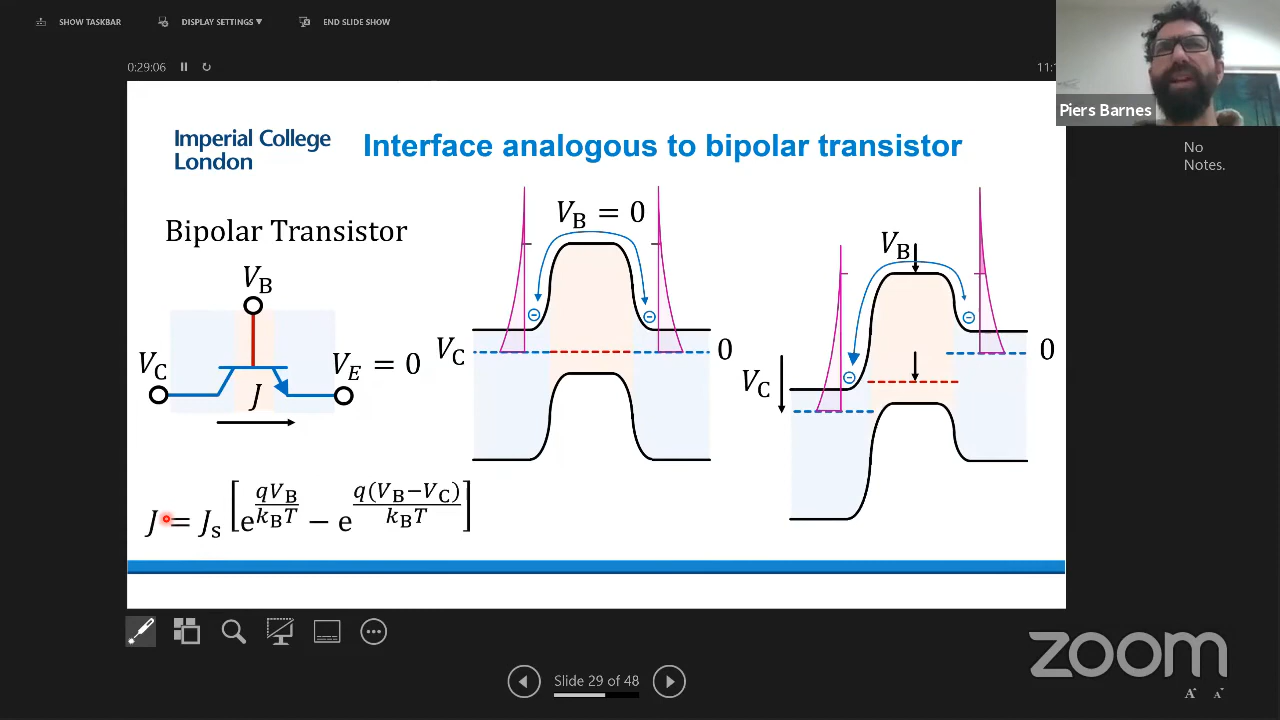 SHOW TASKBAR
DISPLAY SETTINGS ▼
END SLIDE SHOW
0:29:06
Piers Barnes
No
Notes.
Imperial College
London
Interface analogous to bipolar transistor
Bipolar Transistor
V_B
V_C
V_E = 0
J
J = J_s [e^{qV_B/k_BT} − e^{q(V_B−V_C)/k_BT}]
V_B = 0
V_C
0
V_B
V_C
0
zoom
Slide 29 of 48